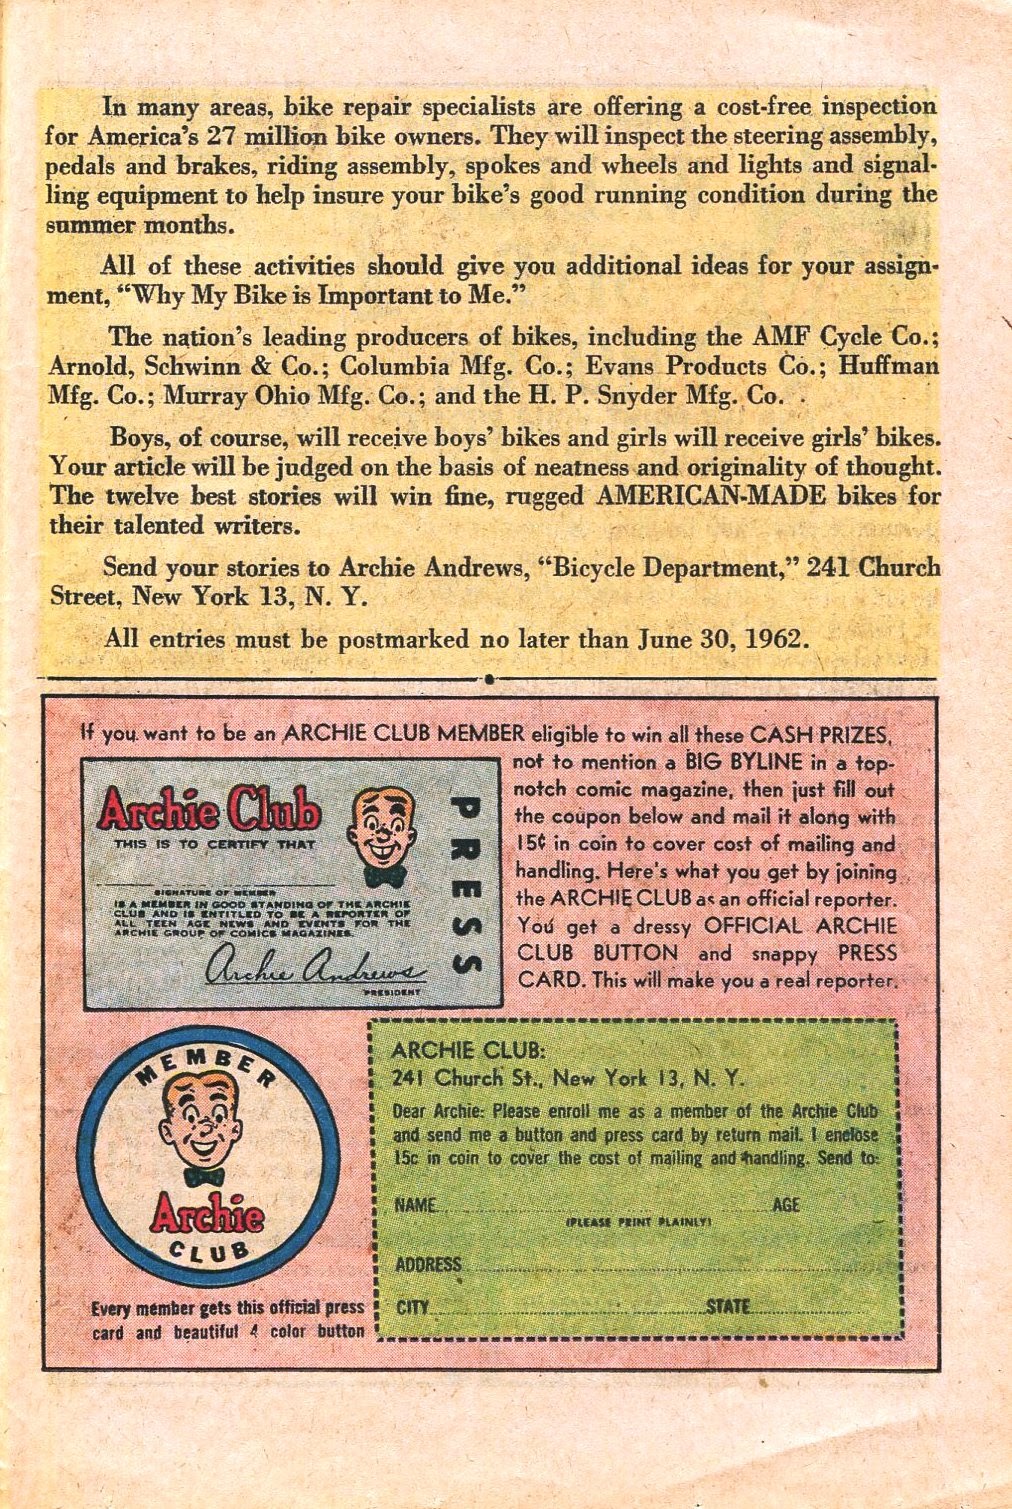 In many areas, bike repair specialists are offering a cost-free inspection
for America's 27 million bike owners. They will inspect the steering assembly,
pedals and brakes, riding assembly, spokes and wheels and lights and signal-
ling equipment to help insure your bike's good running condition during the
summer months.
All of these activities should give you additional ideas for your assign-
ment, "Why My Bike is Important to Me."
The nation's leading producers of bikes, including the AMF Cycle Co.;
Arnold, Schwinn & Co.; Columbia Mfg. Co.; Evans Products Co.; Huffman
Mfg. Co.; Murray Ohio Mfg. Co.; and the H. P. Snyder Mfg. Co.
Boys, of course, will receive boys' bikes and girls will receive girls' bikes.
Your article will be judged on the basis of neatness and originality of thought.
The twelve best stories will win fine, rugged AMERICAN-MADE bikes for
their talented writers.
Send your stories to Archie Andrews, "Bicycle Department," 241 Church
Street, New York 13, N. Y.
All entries must be postmarked no later than June 30, 1962.
If you want to be an ARCHIE CLUB MEMBER eligible to win all these CASH PRIZES,
not to mention a BIG BYLINE in a top-
notch comic magazine, then just fill out
the coupon below and mail it along with
15¢ in coin to cover cost of mailing and
handling. Here's what you get by joining
the ARCHIE CLUB as an official reporter.
You get a dressy OFFICIAL ARCHIE
CLUB BUTTON and snappy PRESS
CARD. This will make you a real reporter.
Archie Club
THIS IS TO CERTIFY THAT
SIGNATURE OF MEMBER
IS A MEMBER IN GOOD STANDING OF THE ARCHIE
CLUB AND IS ENTITLED TO BE A REPORTER OF
ALL TEEN AGE NEWS AND EVENTS FOR THE
ARCHIE GROUP OF COMICS MAGAZINES.
Archie Andrews
PRESIDENT
PRESS
MEMBER
Archie
CLUB
Every member gets this official press
card and beautiful 4 color button
ARCHIE CLUB:
241 Church St., New York 13, N. Y.
Dear Archie: Please enroll me as a member of the Archie Club
and send me a button and press card by return mail. I enclose
15c in coin to cover the cost of mailing and handling. Send to:
NAME AGE
(PLEASE PRINT PLAINLY)
ADDRESS
CITY STATE